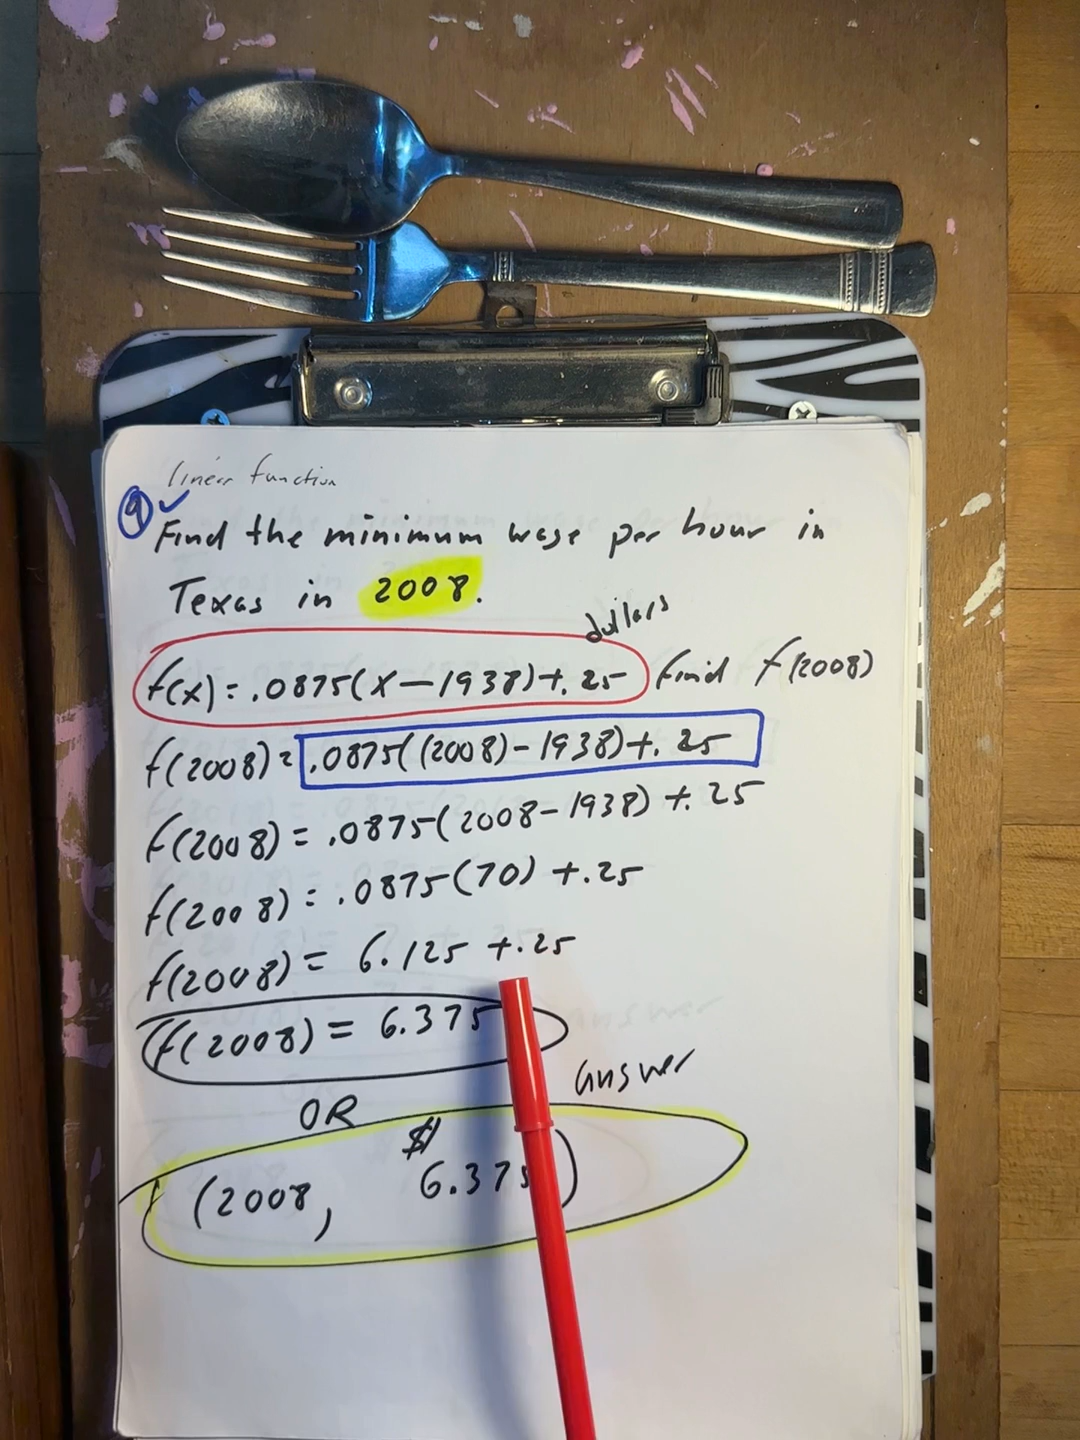 linear function
9 ✓
Find the minimum wage per hour in
Texas in 2008.
dollars
f(x) = .0875(x-1938)+.25 find f(2008)
f(2008) = .0875((2008)-1938)+.25
f(2008) = .0875(2008-1938)+.25
f(2008) = .0875(70)+.25
f(2008) = 6.125 +.25
f(2008) = 6.375
answer
OR
(2008, $6.375)